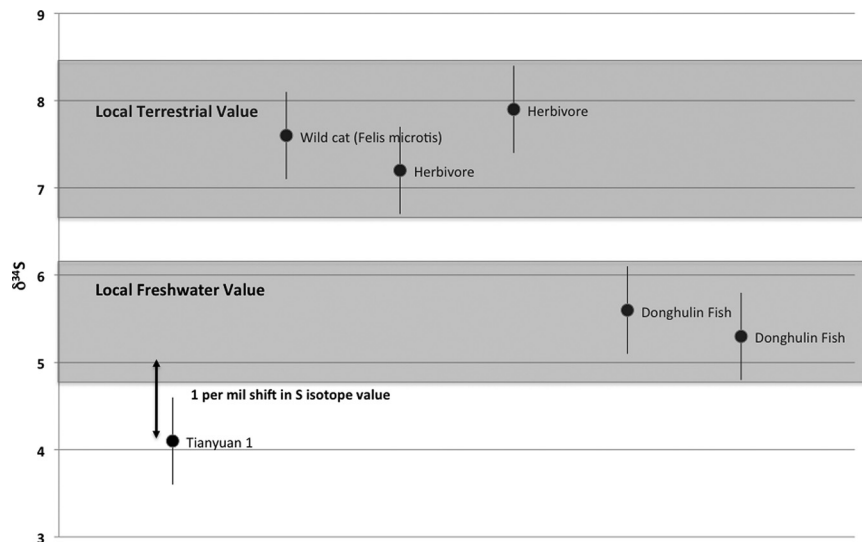 9
8
7
6
5
4
3
δ³⁴S
Local Terrestrial Value
Herbivore
Wild cat (Felis microtis)
Herbivore
Local Freshwater Value
Donghulin Fish
Donghulin Fish
1 per mil shift in S isotope value
Tianyuan 1